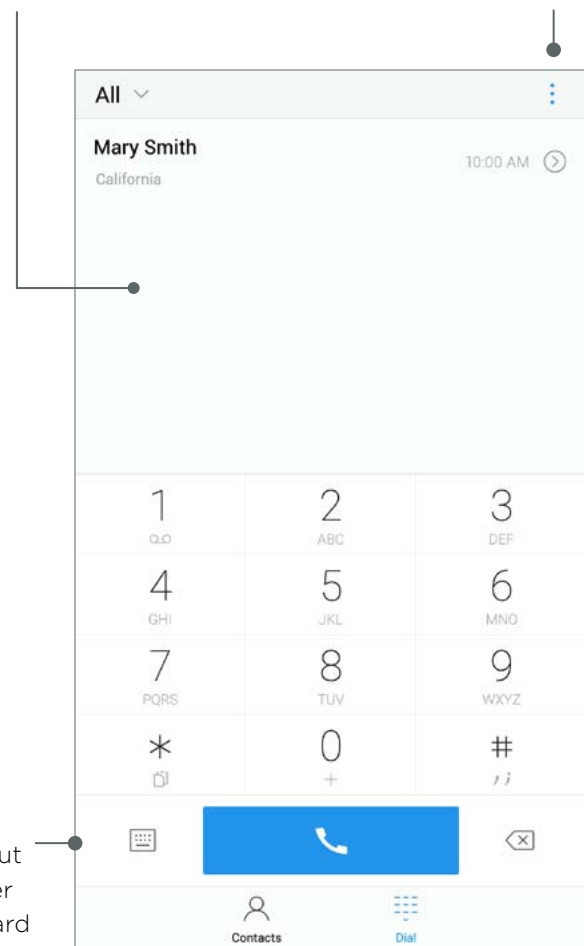 All
Mary Smith
10:00 AM
California
1 2 3
ABC DEF
4 5 6
GHI JKL MNO
7 8 9
PQRS TUV WXYZ
* 0 #
+ ,;
ut
er
ard
Contacts Dial